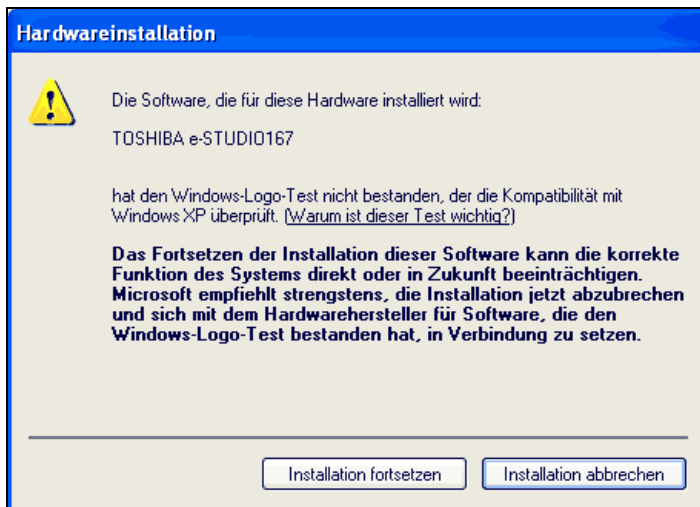 Hardwareinstallation
Die Software, die für diese Hardware installiert wird:
TOSHIBA e-STUDIO167
hat den Windows-Logo-Test nicht bestanden, der die Kompatibilität mit
Windows XP überprüft. (Warum ist dieser Test wichtig?)
Das Fortsetzen der Installation dieser Software kann die korrekte
Funktion des Systems direkt oder in Zukunft beeinträchtigen.
Microsoft empfiehlt strengstens, die Installation jetzt abzubrechen
und sich mit dem Hardwarehersteller für Software, die den
Windows-Logo-Test bestanden hat, in Verbindung zu setzen.
Installation fortsetzen
Installation abbrechen